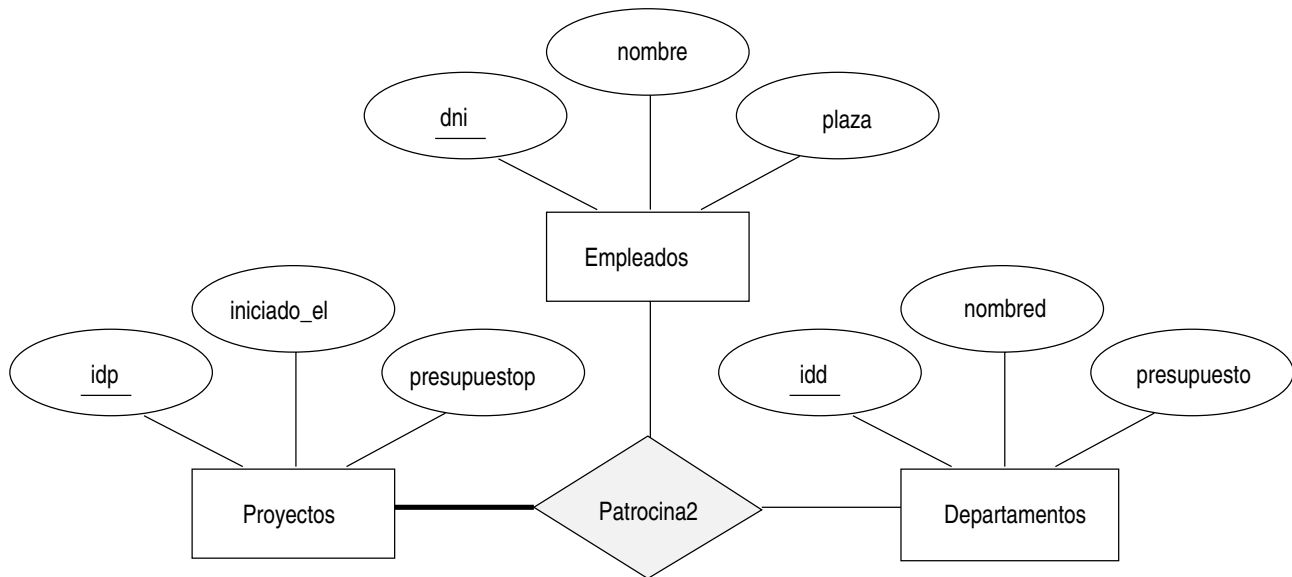 nombre
dni
plaza
Empleados
iniciado_el
nombred
idp
presupuestop
idd
presupuesto
Proyectos
Patrocina2
Departamentos